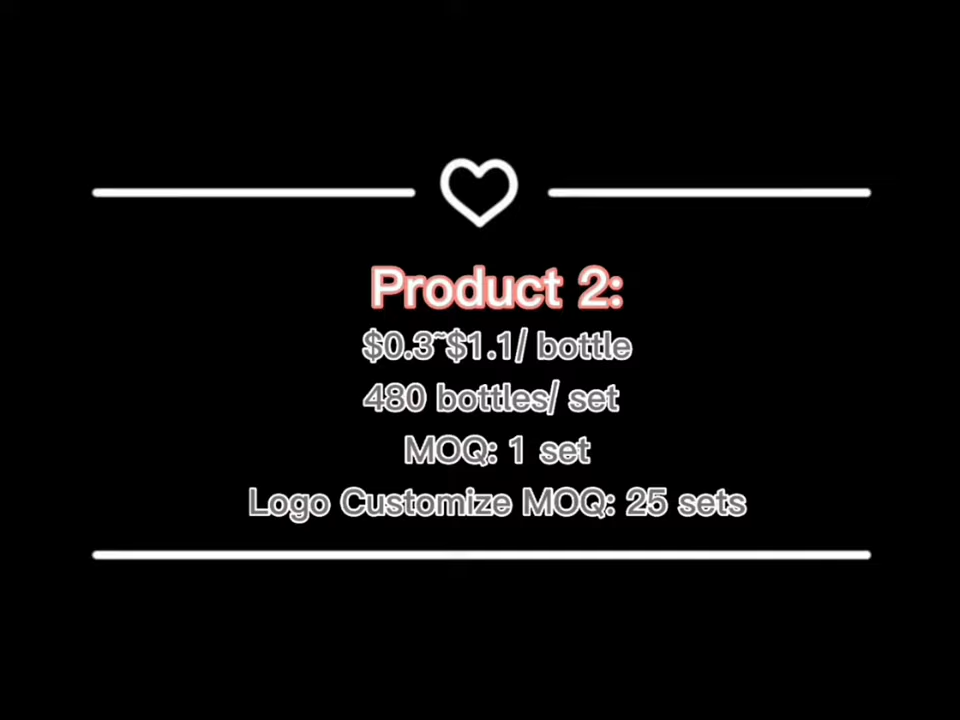 Product 2:
$0.3~$1.1/ bottle
480 bottles/ set
MOQ: 1 set
Logo Customize MOQ: 25 sets